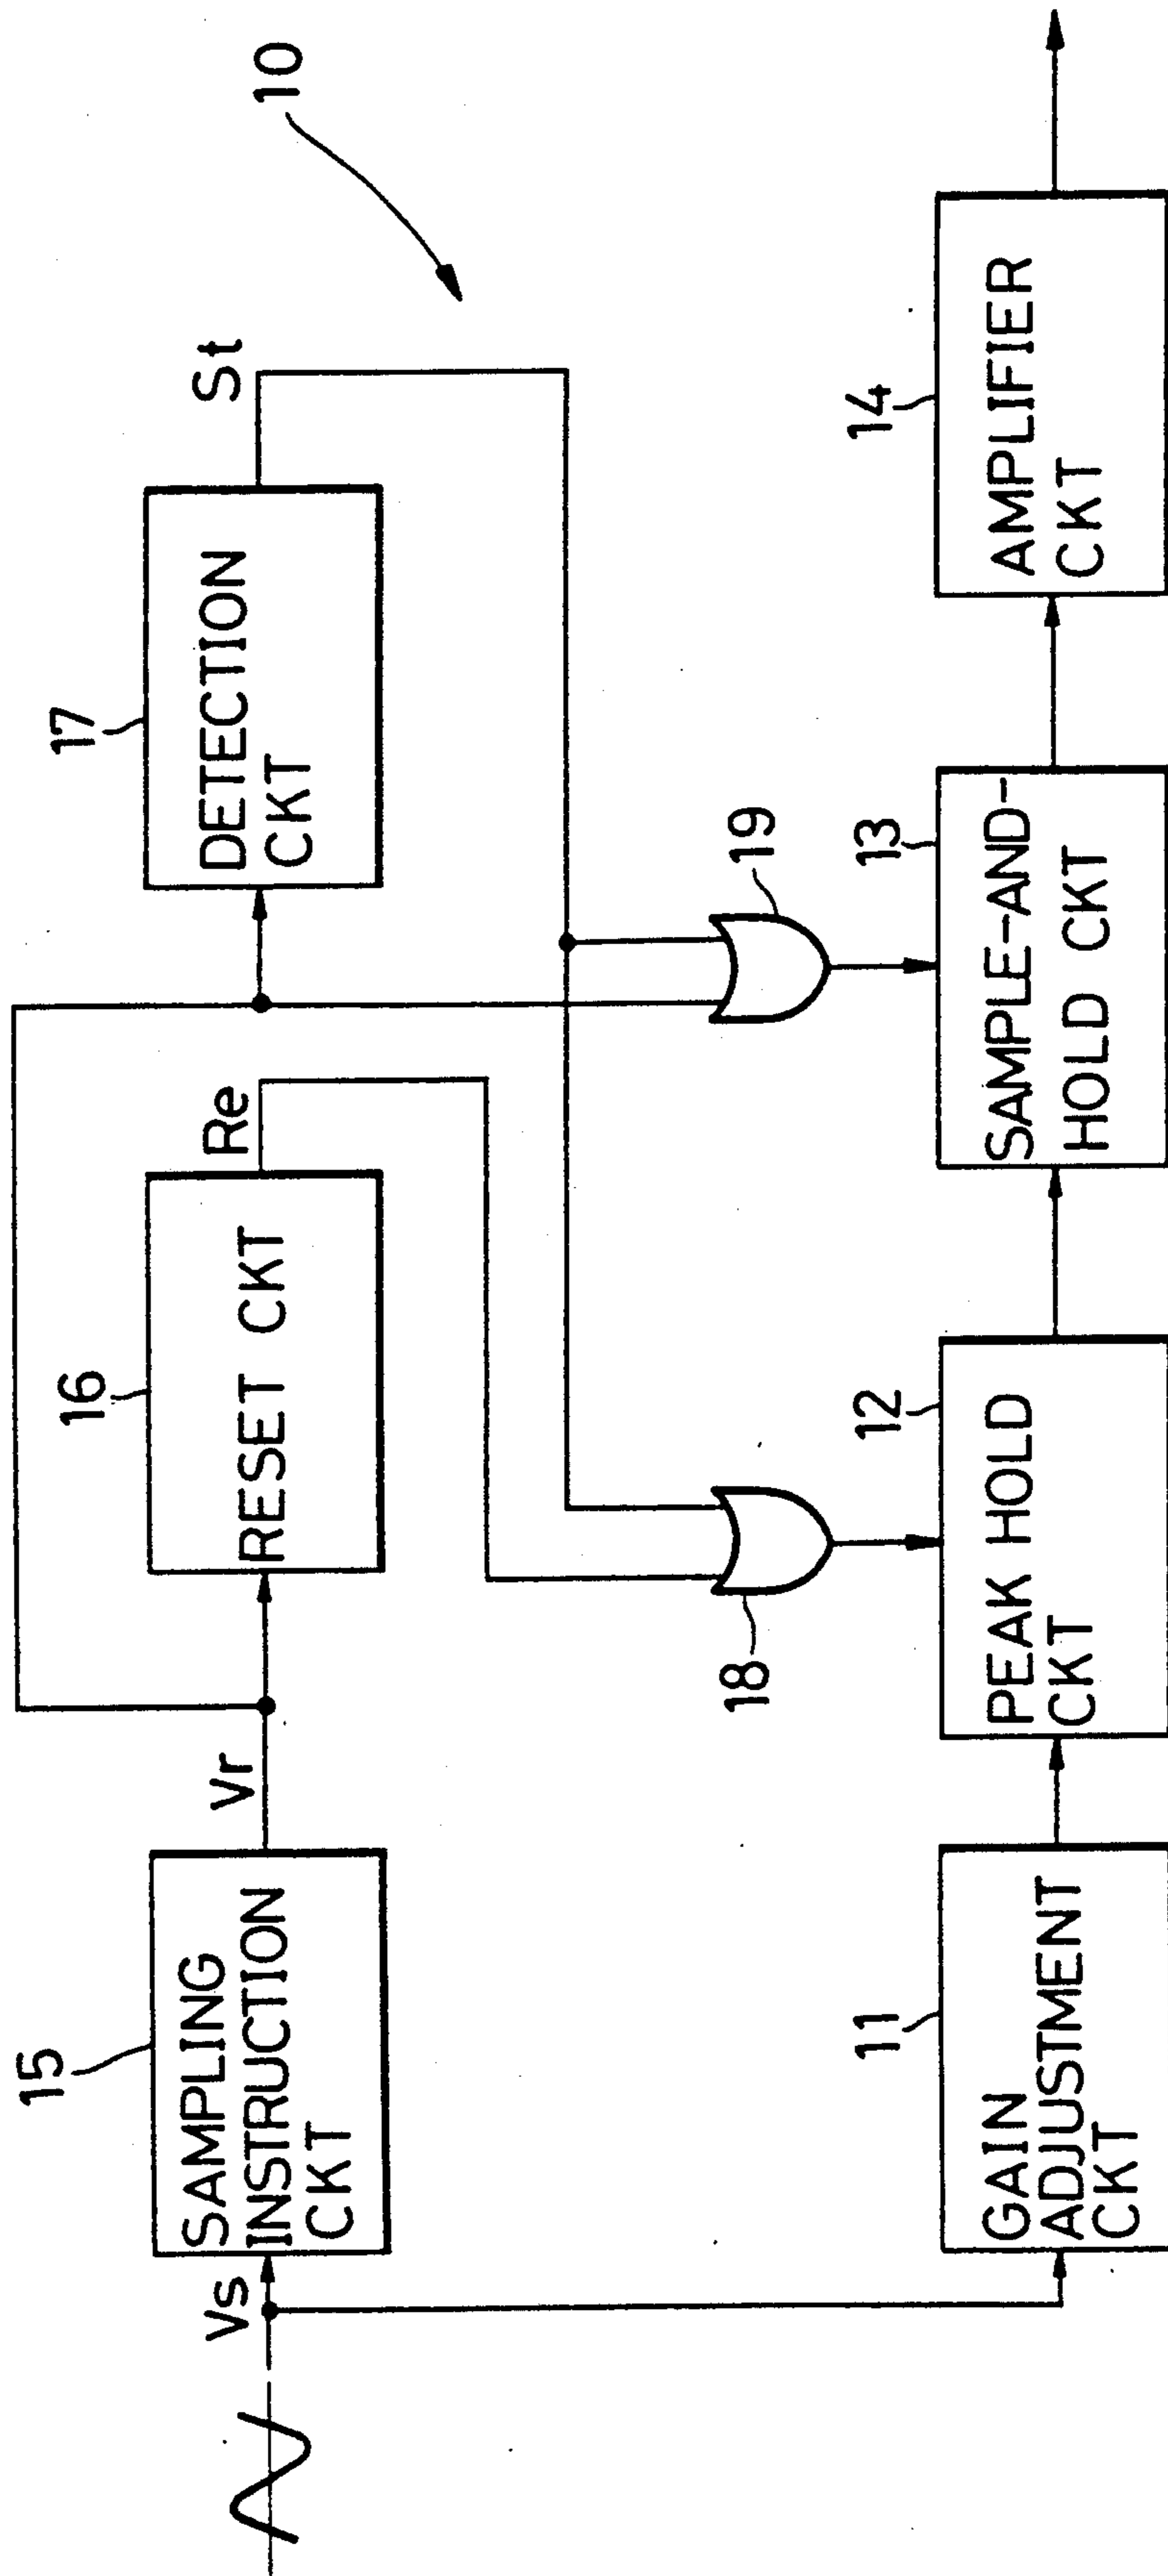 10
15
SAMPLING
INSTRUCTION
CKT
Vs
Vr
16
RESET CKT
Re
17
DETECTION
CKT
St
18
19
11
GAIN
ADJUSTMENT
CKT
12
PEAK HOLD
CKT
13
SAMPLE-AND-
HOLD CKT
14
AMPLIFIER
CKT